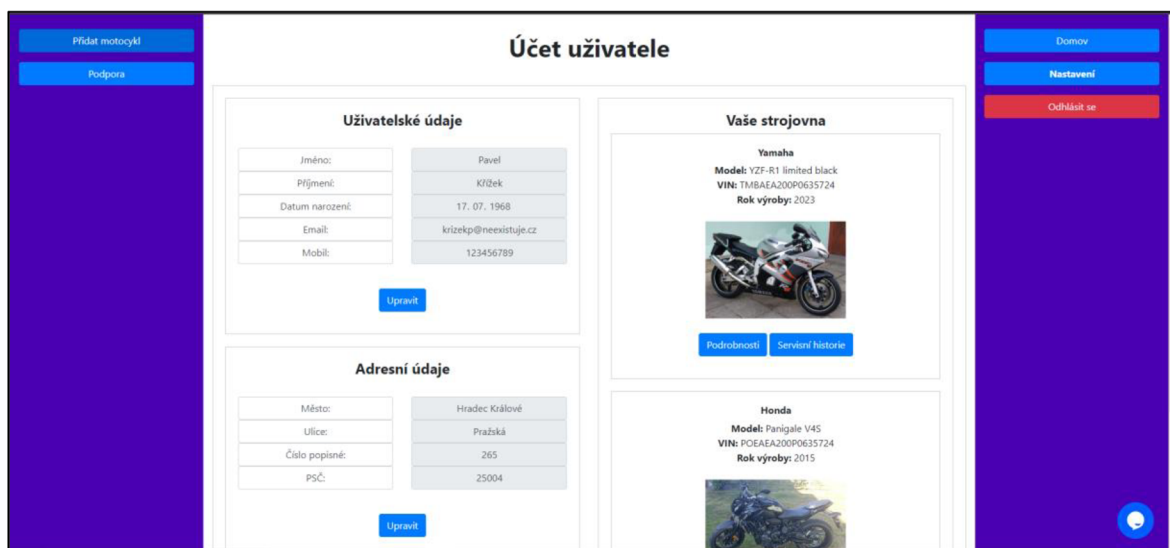 Přidat motocykl
Podpora
Účet uživatele
Domov
Nastavení
Odhlásit se
Uživatelské údaje
Jméno: Pavel
Příjmení: Křížek
Datum narození: 17. 07. 1968
Email: krizekp@neexistuje.cz
Mobil: 123456789
Upravit
Adresní údaje
Město: Hradec Králové
Ulice: Pražská
Číslo popisné: 265
PSČ: 25004
Upravit
Vaše strojovna
Yamaha
Model: YZF-R1 limited black
VIN: TMBAEA200P0635724
Rok výroby: 2023
Podrobnosti Servisní historie
Honda
Model: Panigale V4S
VIN: POEAEA200P0635724
Rok výroby: 2015